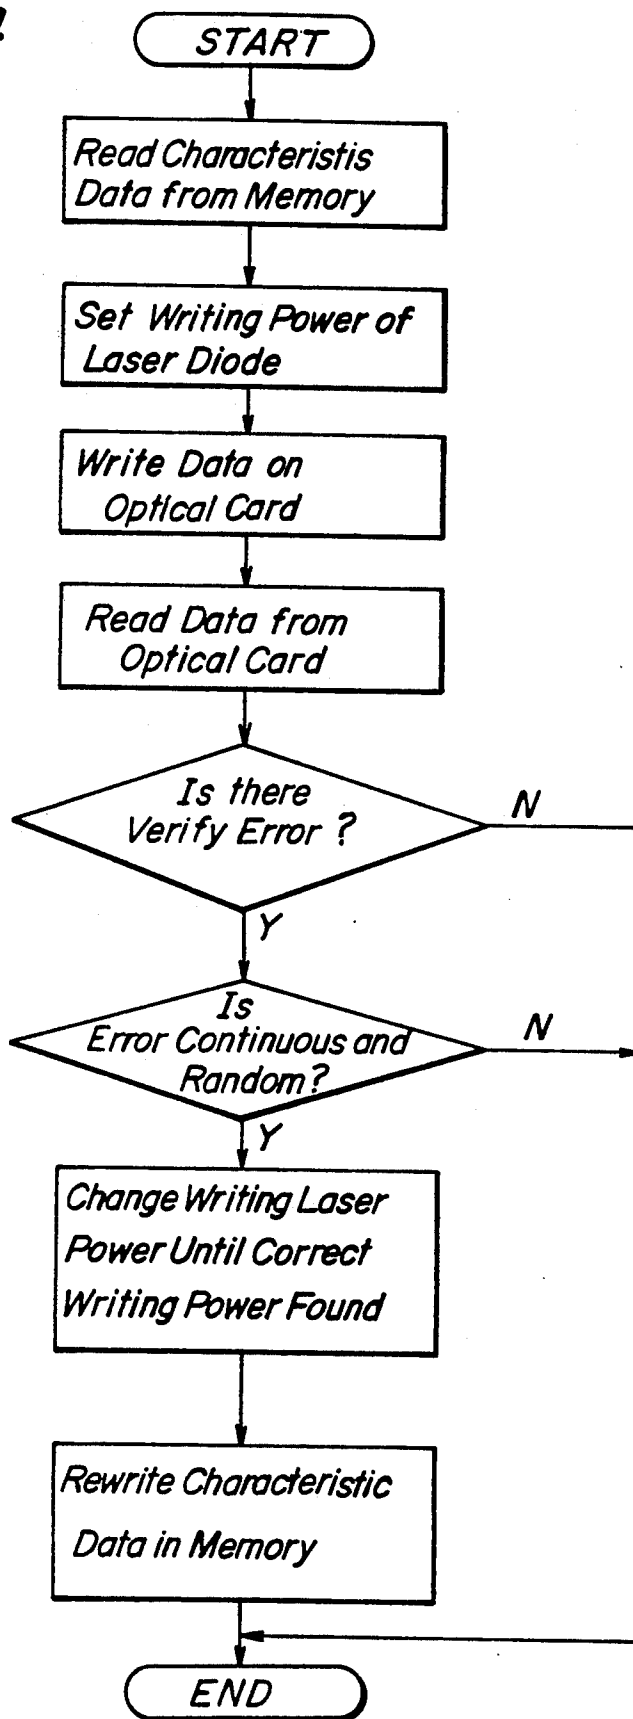 START
Read Characteristis
Data from Memory
Set Writing Power of
Laser Diode
Write Data on
Optical Card
Read Data from
Optical Card
Is there
Verify Error ?
N
Y
Is
Error Continuous and
Random?
N
Y
Change Writing Laser
Power Until Correct
Writing Power Found
Rewrite Characteristic
Data in Memory
END